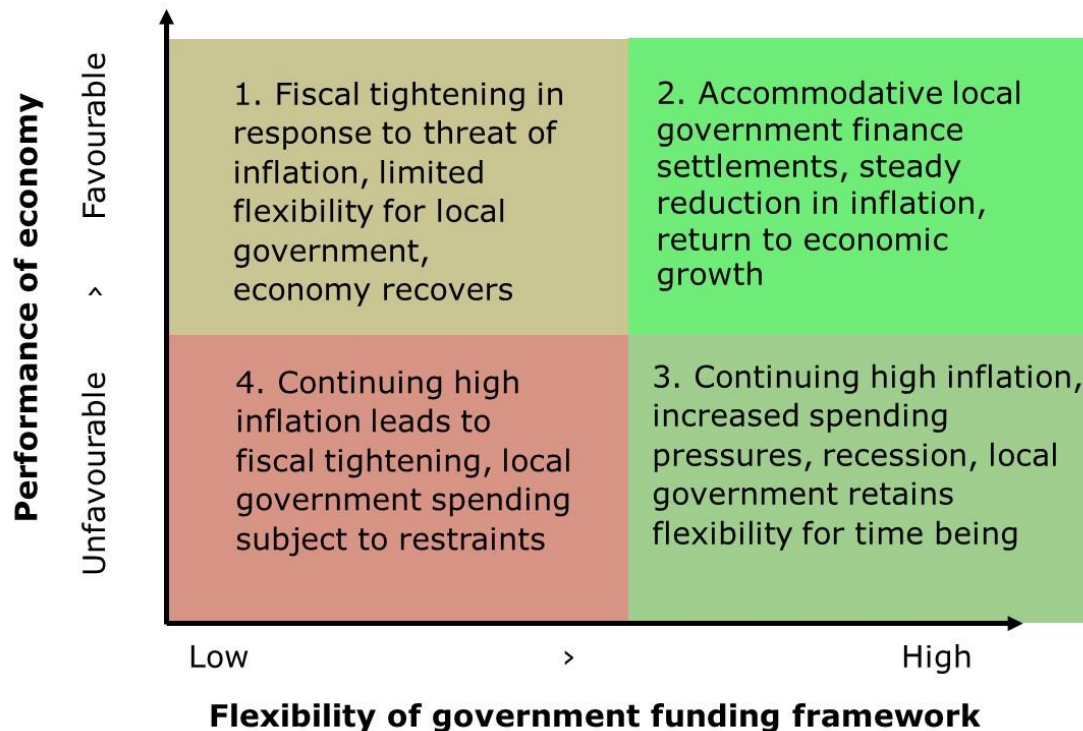 Performance of economy
Favourable
>
Unfavourable
1. Fiscal tightening in
response to threat of
inflation, limited
flexibility for local
government,
economy recovers
2. Accommodative local
government finance
settlements, steady
reduction in inflation,
return to economic
growth
4. Continuing high
inflation leads to
fiscal tightening, local
government spending
subject to restraints
3. Continuing high inflation,
increased spending
pressures, recession, local
government retains
flexibility for time being
Low
>
High
Flexibility of government funding framework